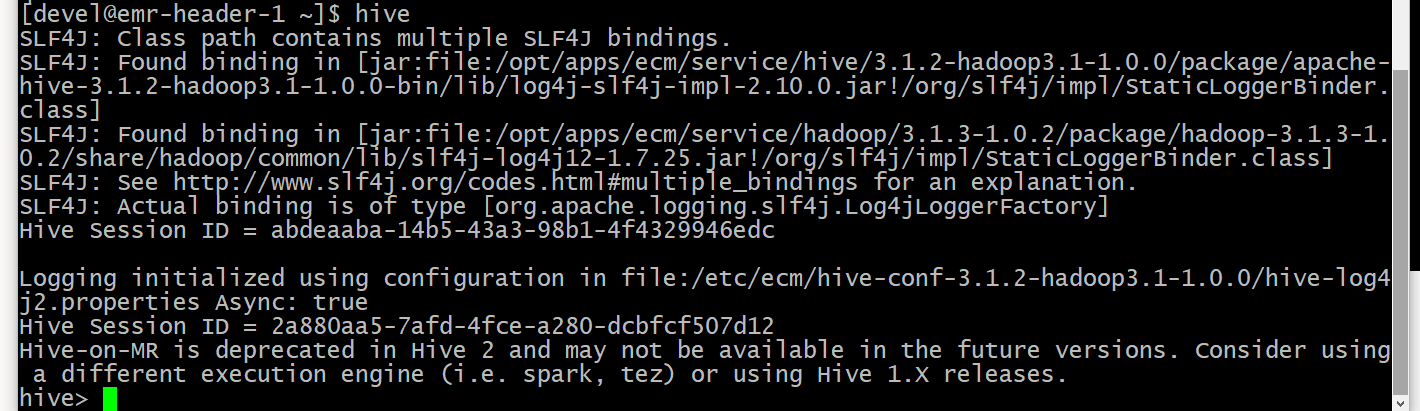 [devel@emr-header-1 ~]$ hive
SLF4J: Class path contains multiple SLF4J bindings.
SLF4J: Found binding in [jar:file:/opt/apps/ecm/service/hive/3.1.2-hadoop3.1-1.0.0/package/apache-
hive-3.1.2-hadoop3.1-1.0.0-bin/lib/log4j-slf4j-impl-2.10.0.jar!/org/slf4j/impl/StaticLoggerBinder.
class]
SLF4J: Found binding in [jar:file:/opt/apps/ecm/service/hadoop/3.1.3-1.0.2/package/hadoop-3.1.3-1.
0.2/share/hadoop/common/lib/slf4j-log4j12-1.7.25.jar!/org/slf4j/impl/StaticLoggerBinder.class]
SLF4J: See http://www.slf4j.org/codes.html#multiple_bindings for an explanation.
SLF4J: Actual binding is of type [org.apache.logging.slf4j.Log4jLoggerFactory]
Hive Session ID = abdeaaba-14b5-43a3-98b1-4f4329946edc
Logging initialized using configuration in file:/etc/ecm/hive-conf-3.1.2-hadoop3.1-1.0.0/hive-log4
j2.properties Async: true
Hive Session ID = 2a880aa5-7afd-4fce-a280-dcbfcf507d12
Hive-on-MR is deprecated in Hive 2 and may not be available in the future versions. Consider using
 a different execution engine (i.e. spark, tez) or using Hive 1.X releases.
hive>